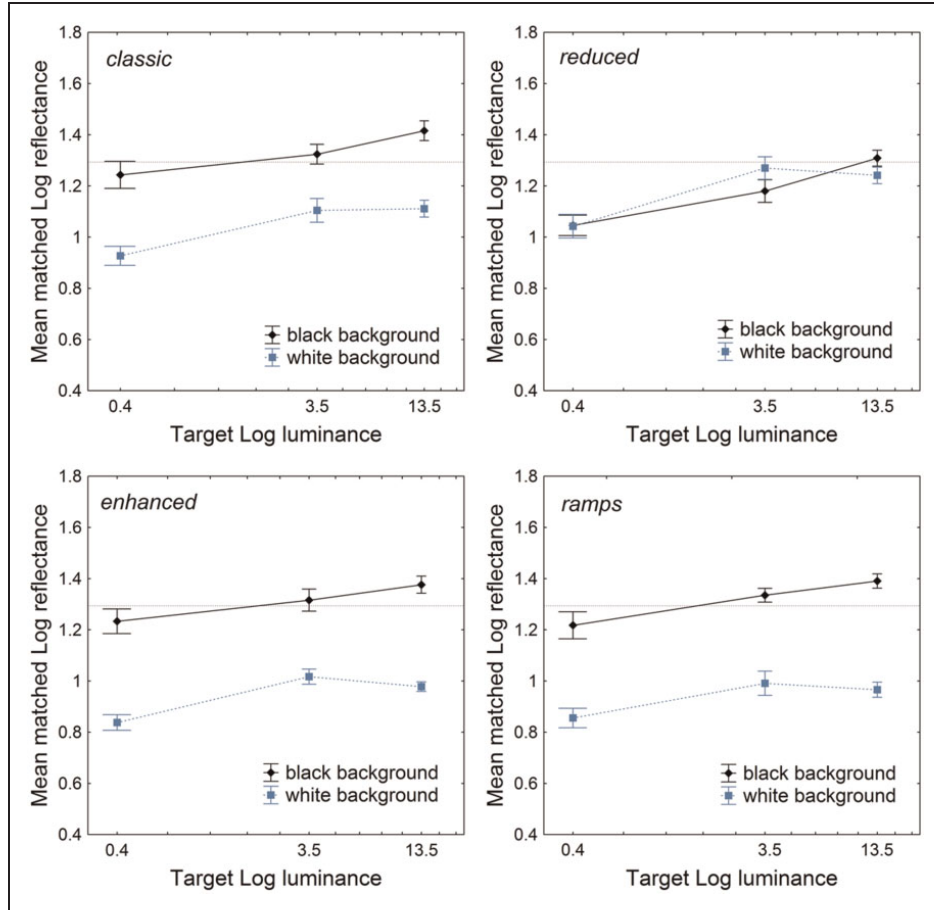 classic
Mean matched Log reflectance
1.8
1.6
1.4
1.2
1
0.8
0.6
0.4
black background
white background
0.4 3.5 13.5
Target Log luminance
reduced
Mean matched Log reflectance
1.8
1.6
1.4
1.2
1
0.8
0.6
0.4
black background
white background
0.4 3.5 13.5
Target Log luminance
enhanced
Mean matched Log reflectance
1.8
1.6
1.4
1.2
1
0.8
0.6
0.4
black background
white background
0.4 3.5 13.5
Target Log luminance
ramps
Mean matched Log reflectance
1.8
1.6
1.4
1.2
1
0.8
0.6
0.4
black background
white background
0.4 3.5 13.5
Target Log luminance